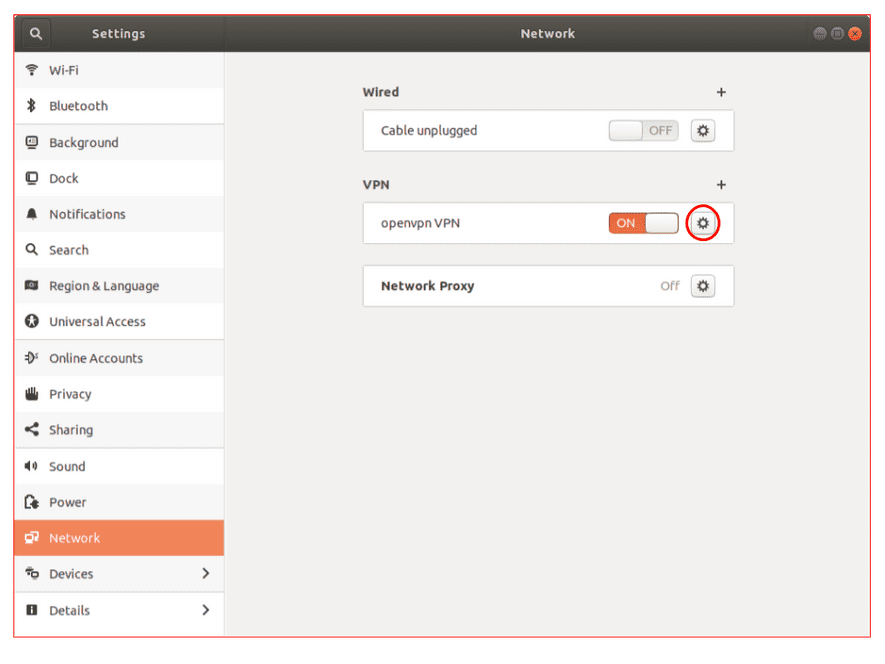 Settings
Network
Wi-Fi
Bluetooth
Background
Dock
Notifications
Search
Region & Language
Universal Access
Online Accounts
Privacy
Sharing
Sound
Power
Network
Devices
Details
Wired
Cable unplugged OFF
VPN
openvpn VPN ON
Network Proxy Off